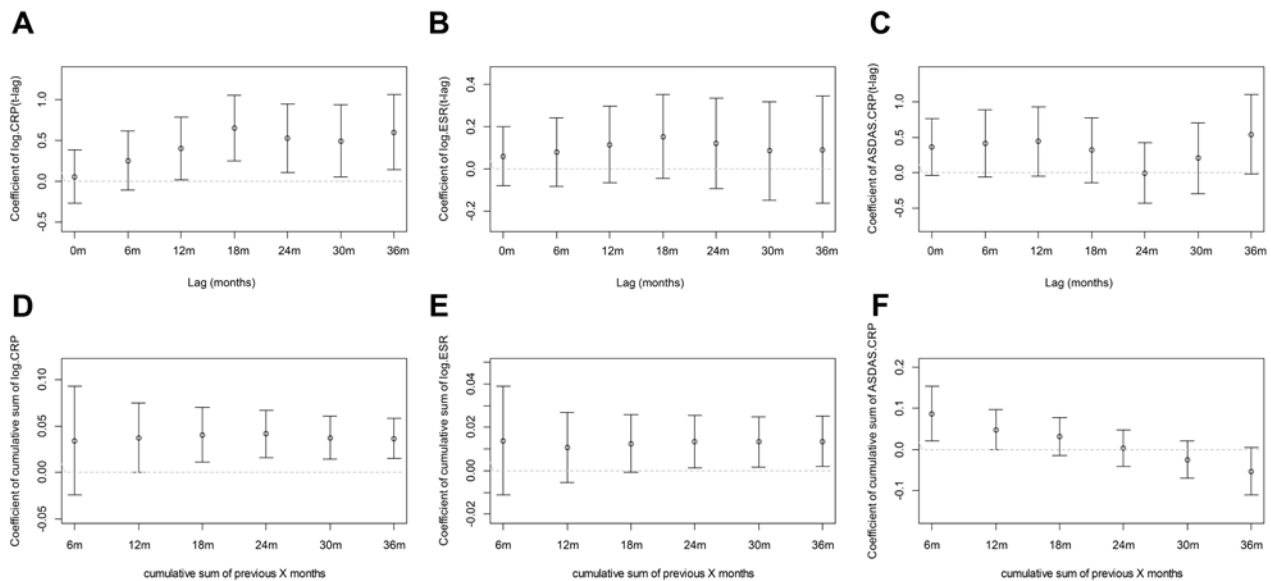 A
Coefficient of log.CRP(t-lag)
1.0
0.5
0.0
-0.5
0m 6m 12m 18m 24m 30m 36m
Lag (months)
B
Coefficient of log.ESR(t-lag)
0.4
0.2
0.0
-0.2
0m 6m 12m 18m 24m 30m 36m
Lag (months)
C
Coefficient of ASDAS.CRP(t-lag)
1.0
0.5
0.0
-0.5
0m 6m 12m 18m 24m 30m 36m
Lag (months)
D
Coefficient of cumulative sum of log.CRP
0.10
0.05
0.00
-0.05
6m 12m 18m 24m 30m 36m
cumulative sum of previous X months
E
Coefficient of cumulative sum of log.ESR
0.04
0.02
0.00
-0.02
6m 12m 18m 24m 30m 36m
cumulative sum of previous X months
F
Coefficient of cumulative sum of ASDAS.CRP
0.2
0.1
0.0
-0.1
6m 12m 18m 24m 30m 36m
cumulative sum of previous X months